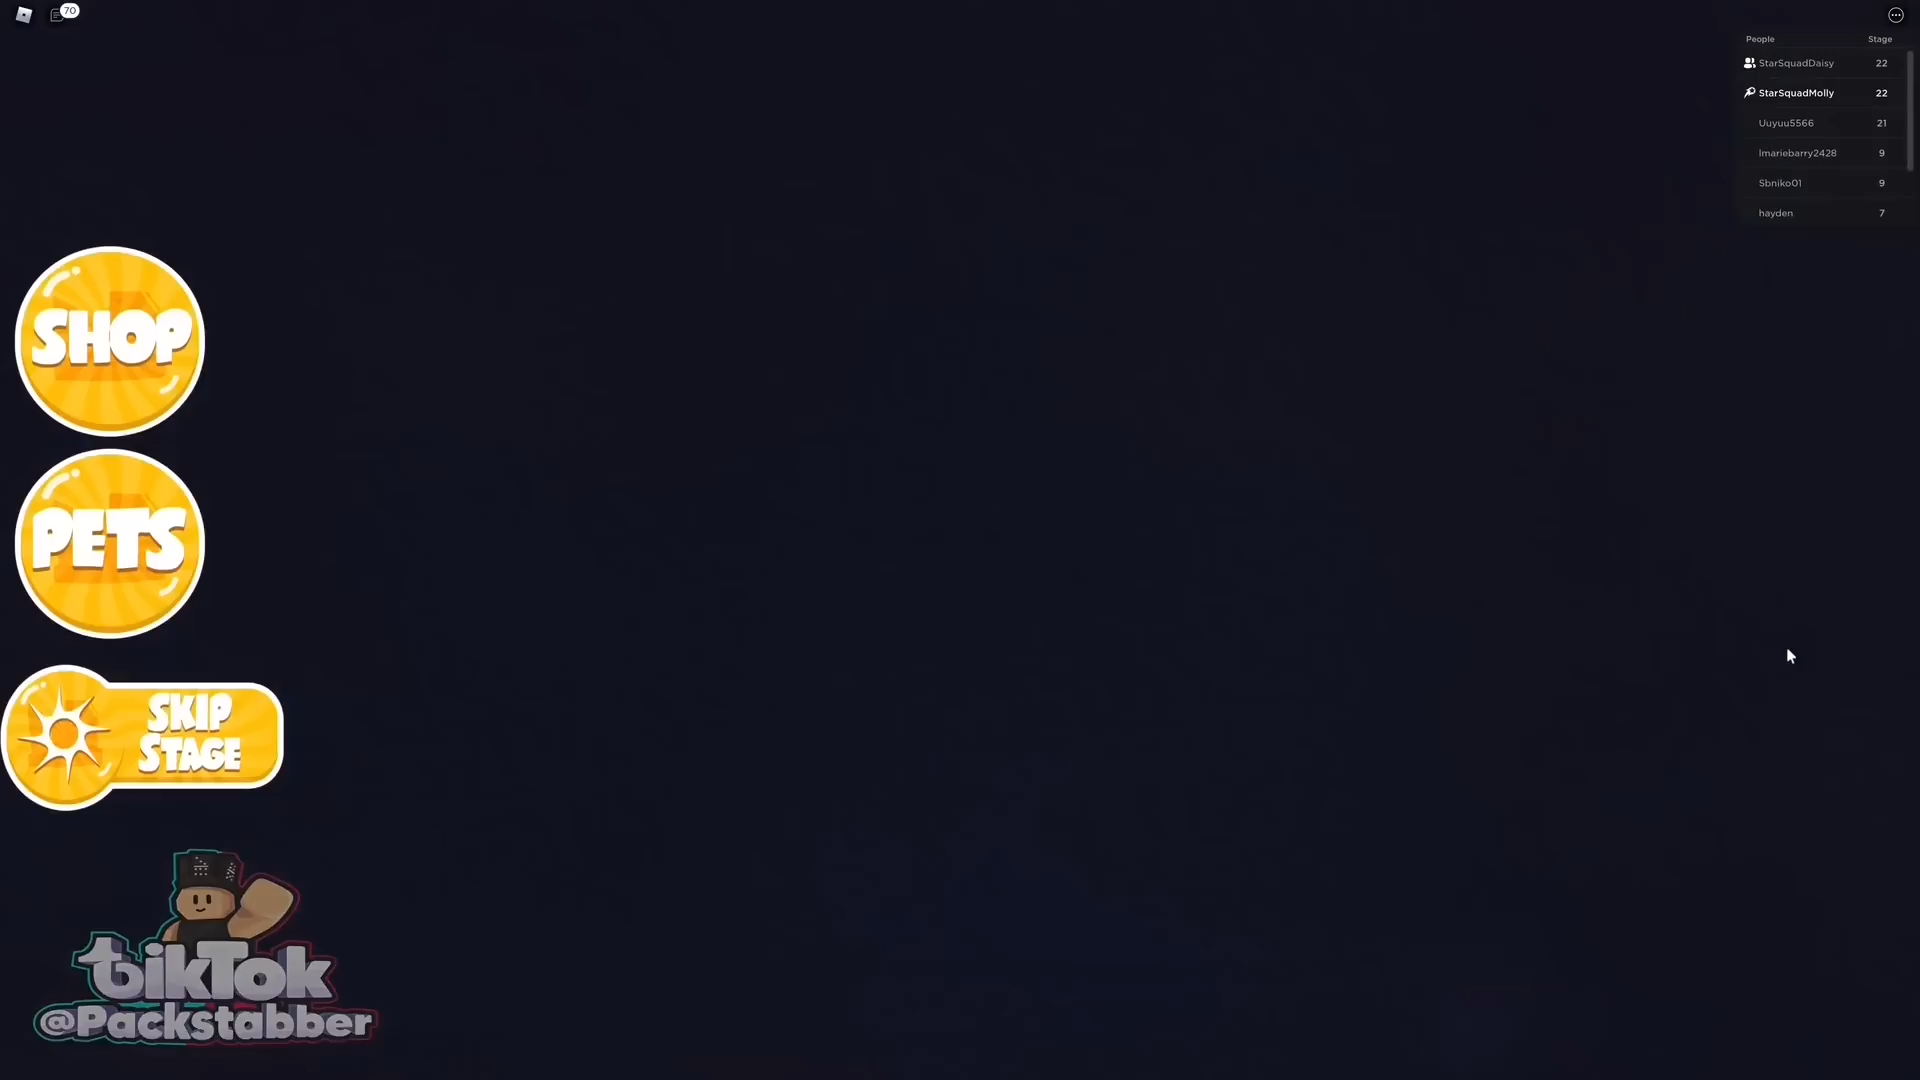 70
People Stage
StarSquadDaisy 22
StarSquadMolly 22
Uuyuu5566 21
lmariebarry2428 9
Sbniko01 9
hayden 7
SHOP
PETS
SKIP
STAGE
tikTok
@Packstabber